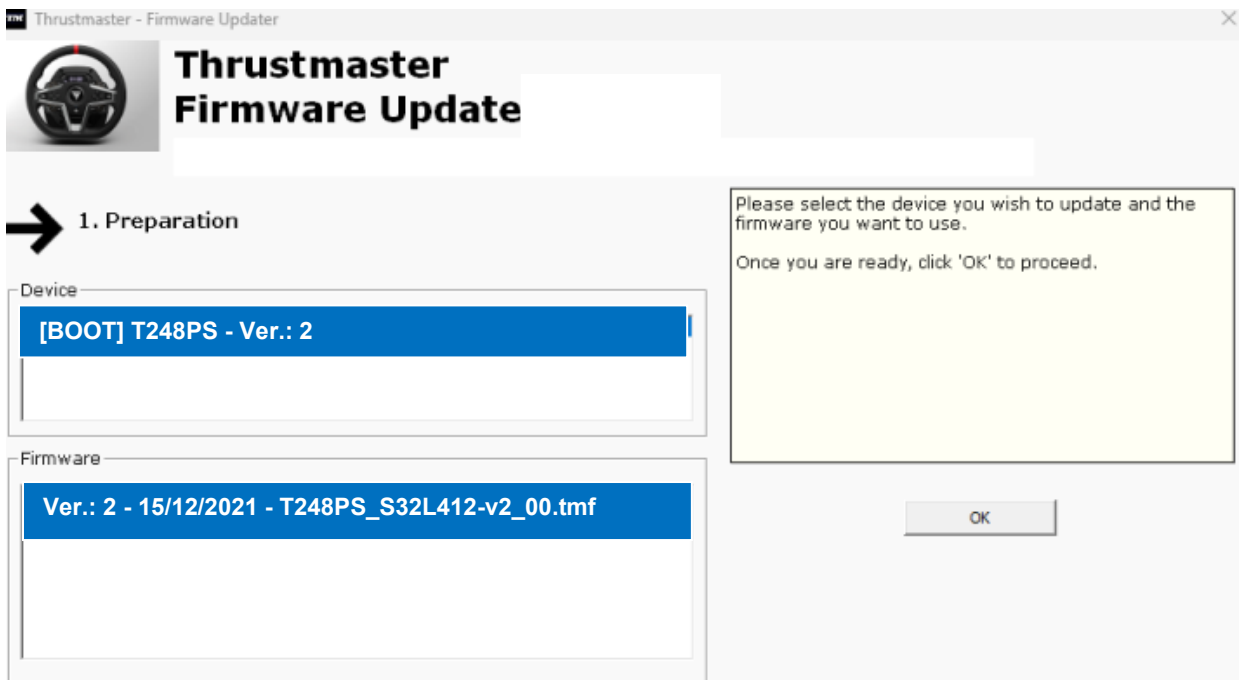 Thrustmaster - Firmware Updater
Thrustmaster
Firmware Update
1. Preparation
Please select the device you wish to update and the
firmware you want to use.
Once you are ready, click 'OK' to proceed.
Device
[BOOT] T248PS - Ver.: 2
Firmware
Ver.: 2 - 15/12/2021 - T248PS_S32L412-v2_00.tmf
OK